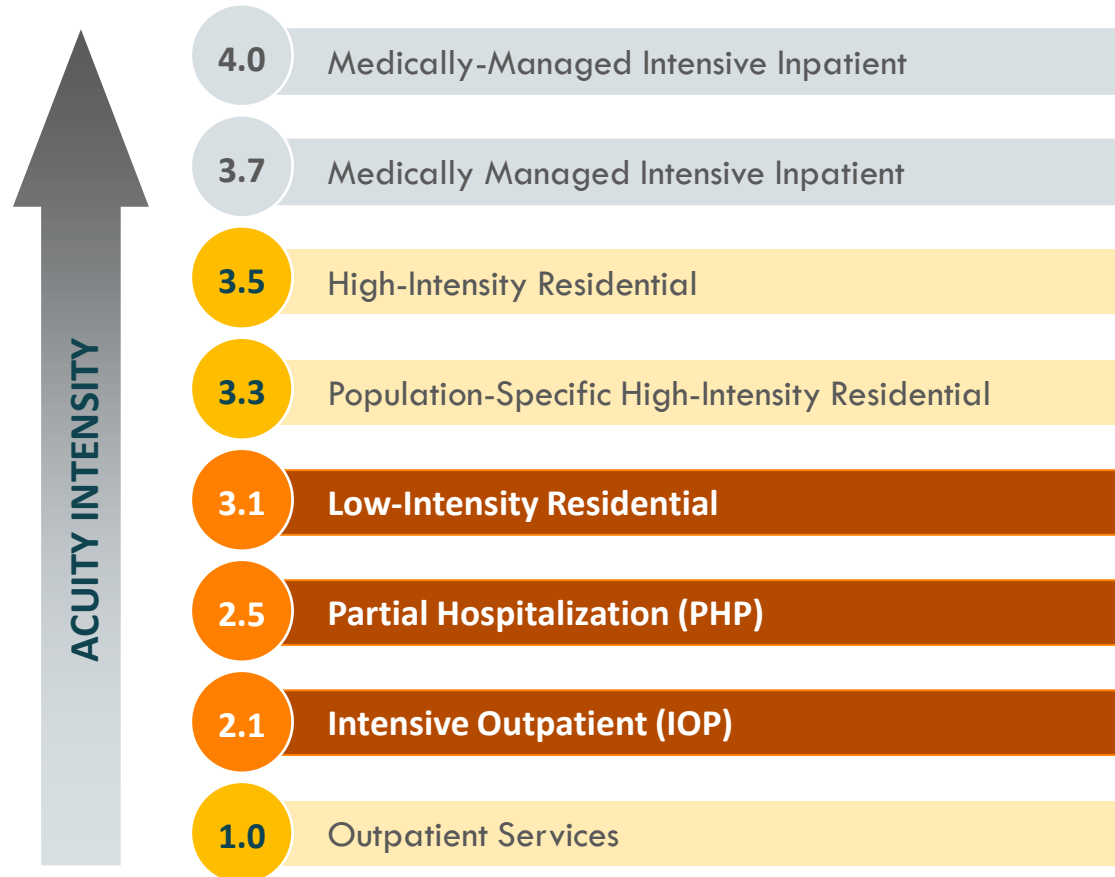 4.0 Medically-Managed Intensive Inpatient
3.7 Medically Managed Intensive Inpatient
3.5 High-Intensity Residential
3.3 Population-Specific High-Intensity Residential
3.1 Low-Intensity Residential
2.5 Partial Hospitalization (PHP)
2.1 Intensive Outpatient (IOP)
1.0 Outpatient Services
ACUITY INTENSITY